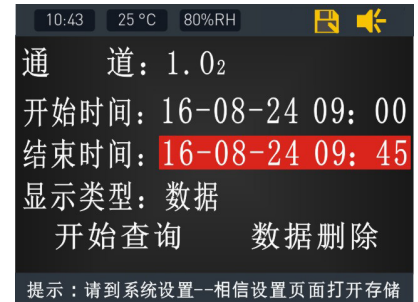 10:43 25℃ 80%RH
通 道：1.O₂
开始时间：16-08-24 09：00
结束时间：16-08-24 09：45
显示类型：数据
开始查询 数据删除
提示：请到系统设置--相信设置页面打开存储